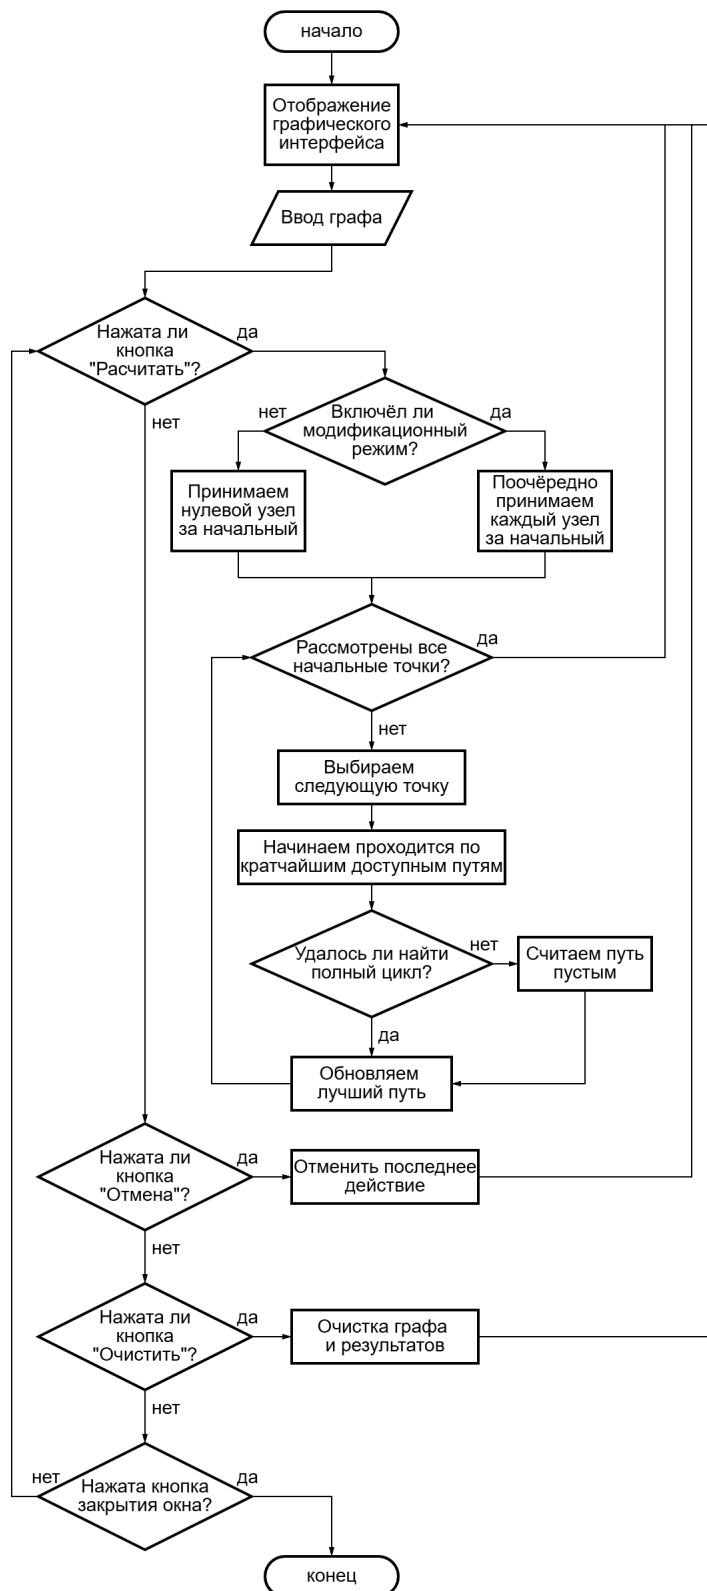 начало
Отображение
графического
интерфейса
Ввод графа
Нажата ли
кнопка
"Расчитать"?
да
нет
Включёл ли
модификационный
режим?
нет
да
Принимаем
нулевой узел
за начальный
Поочёредно
принимаем
каждый узел
за начальный
Рассмотрены все
начальные точки?
да
нет
Выбираем
следующую точку
Начинаем проходится по
кратчайшим доступным путям
Удалось ли найти
полный цикл?
нет
Считаем путь
пустым
да
Обновляем
лучший путь
Нажата ли
кнопка
"Отмена"?
да
Отменить последнее
действие
нет
Нажата ли
кнопка
"Очистить"?
да
Очистка графа
и результатов
нет
Нажата кнопка
закрытия окна?
нет
да
конец